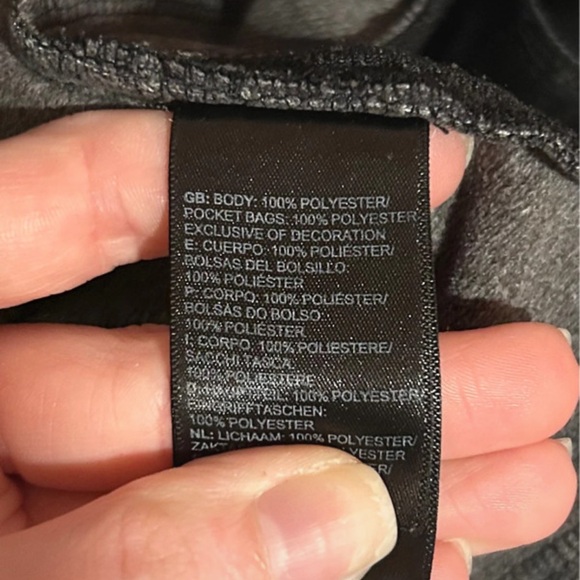 GB: BODY: 100% POLYESTER/
POCKET BAGS: 100% POLYESTER
EXCLUSIVE OF DECORATION
E: CUERPO: 100% POLIÉSTER/
BOLSAS DEL BOLSILLO:
100% POLIÉSTER
P: CORPO: 100% POLIÉSTER/
BOLSAS DO BOLSO:
100% POLIÉSTER
I: CORPO: 100% POLIESTERE/
SACCHI TASCA:
100% POLIESTERE
100% POLYESTER/
100% POLYESTER
NL: LICHAAM: 100% POLYESTER/